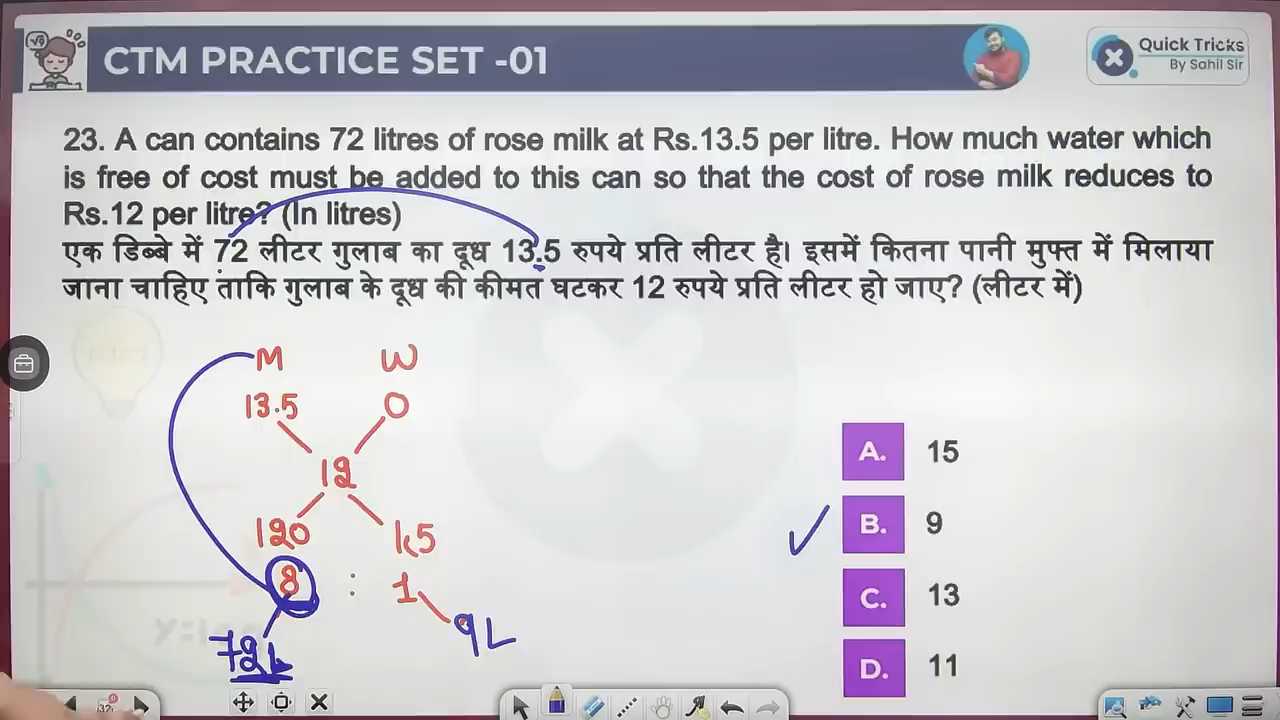 CTM PRACTICE SET -01
Quick Tricks
By Sahil Sir
23. A can contains 72 litres of rose milk at Rs.13.5 per litre. How much water which
is free of cost must be added to this can so that the cost of rose milk reduces to
Rs.12 per litre? (In litres)
एक डिब्बे में 72 लीटर गुलाब का दूध 13.5 रुपये प्रति लीटर है। इसमें कितना पानी मुफ्त में मिलाया
जाना चाहिए ताकि गुलाब के दूध की कीमत घटकर 12 रुपये प्रति लीटर हो जाए? (लीटर में)
M W
13.5 0
12
120 1.5
8 : 1
72L 9L
A. 15
B. 9
C. 13
D. 11